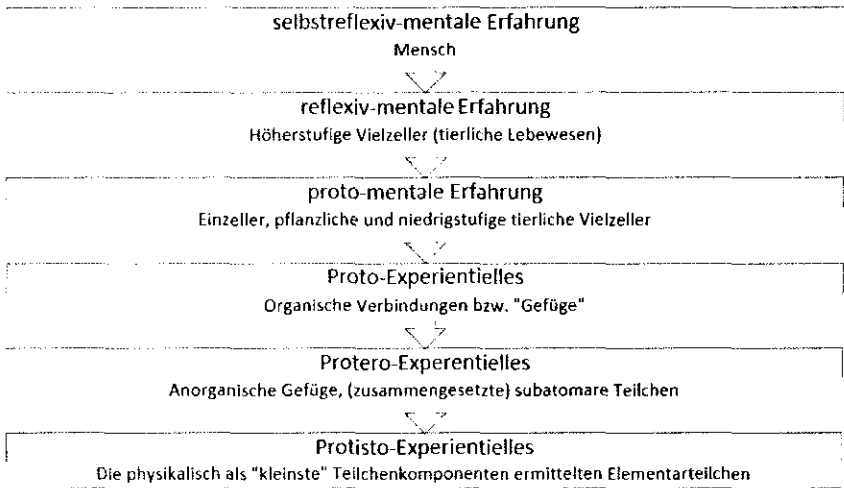 selbstreflexiv-mentale Erfahrung
Mensch
reflexiv-mentale Erfahrung
Höherstufige Vielzeller (tierliche Lebewesen)
proto-mentale Erfahrung
Einzeller, pflanzliche und niedrigstufige tierliche Vielzeller
Proto-Experientielles
Organische Verbindungen bzw. "Gefüge"
Protero-Experentielles
Anorganische Gefüge, (zusammengesetzte) subatomare Teilchen
Protisto-Experientielles
Die physikalisch als "kleinste" Teilchenkomponenten ermittelten Elementarteilchen